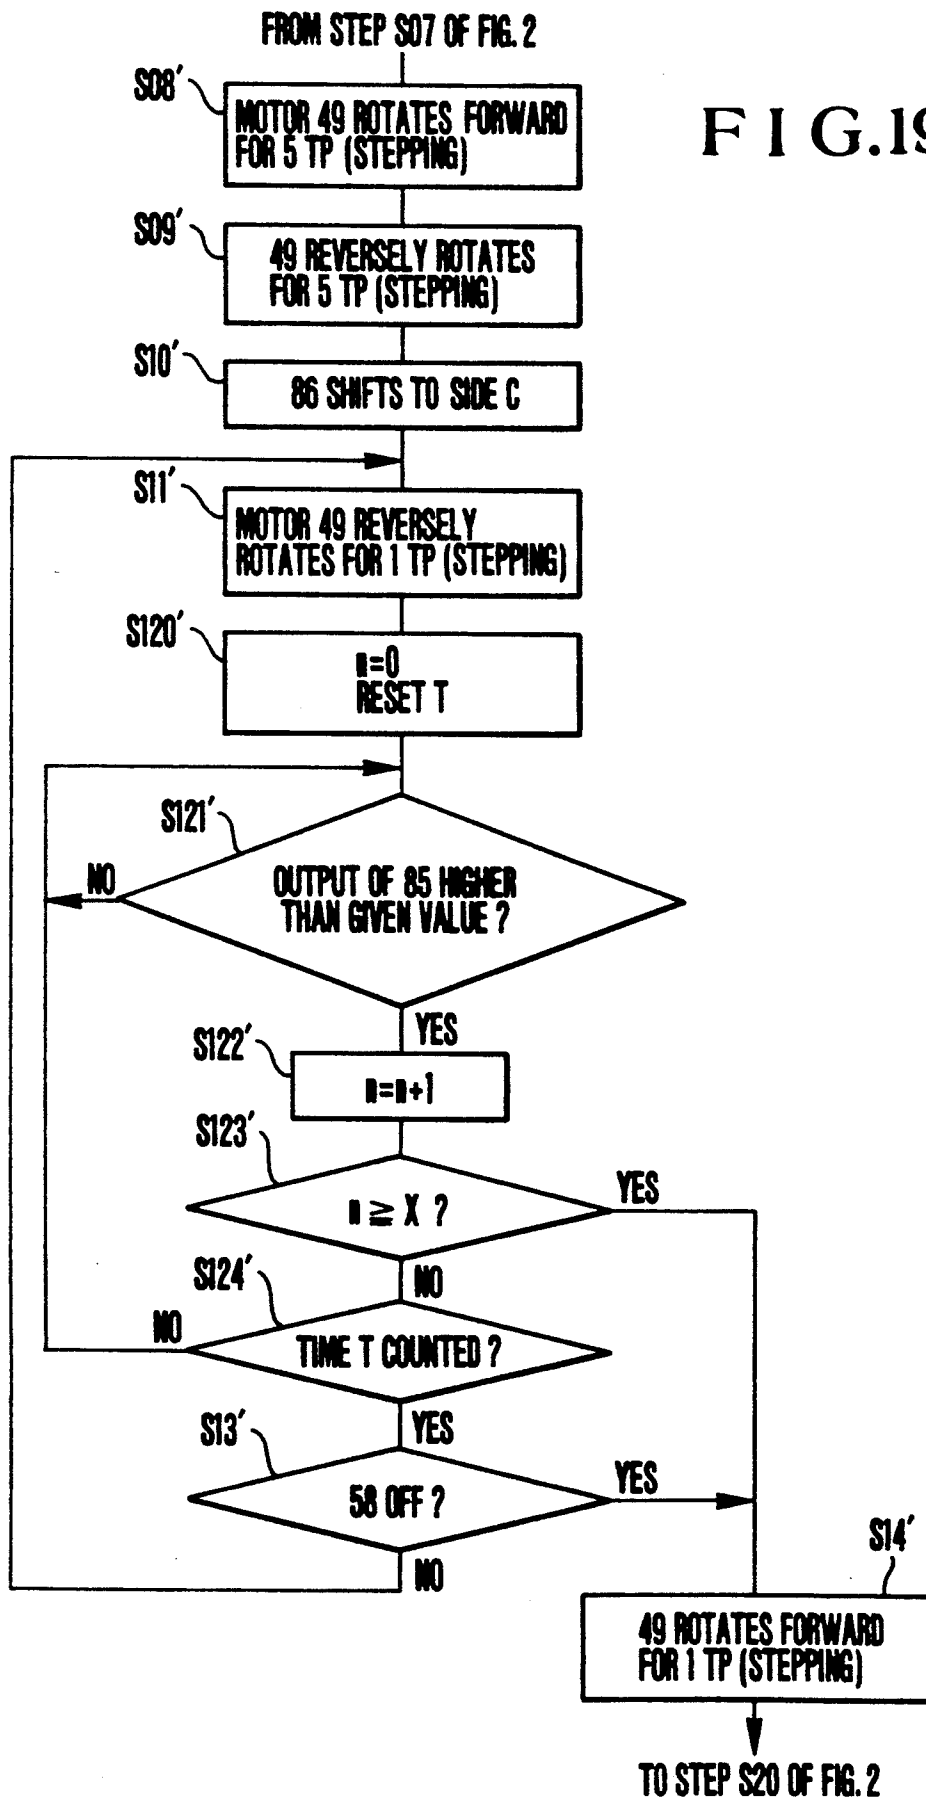 FROM STEP S07 OF FIG. 2
FIG.19
S08'
MOTOR 49 ROTATES FORWARD
FOR 5 TP (STEPPING)
S09'
49 REVERSELY ROTATES
FOR 5 TP (STEPPING)
S10'
86 SHIFTS TO SIDE C
S11'
MOTOR 49 REVERSELY
ROTATES FOR 1 TP (STEPPING)
S120'
n=0
RESET T
S121'
OUTPUT OF 85 HIGHER
THAN GIVEN VALUE ?
NO
YES
S122'
n=n+1
S123'
n ≧ X ?
YES
NO
S124'
TIME T COUNTED ?
NO
YES
S13'
58 OFF ?
YES
NO
S14'
49 ROTATES FORWARD
FOR 1 TP (STEPPING)
TO STEP S20 OF FIG. 2